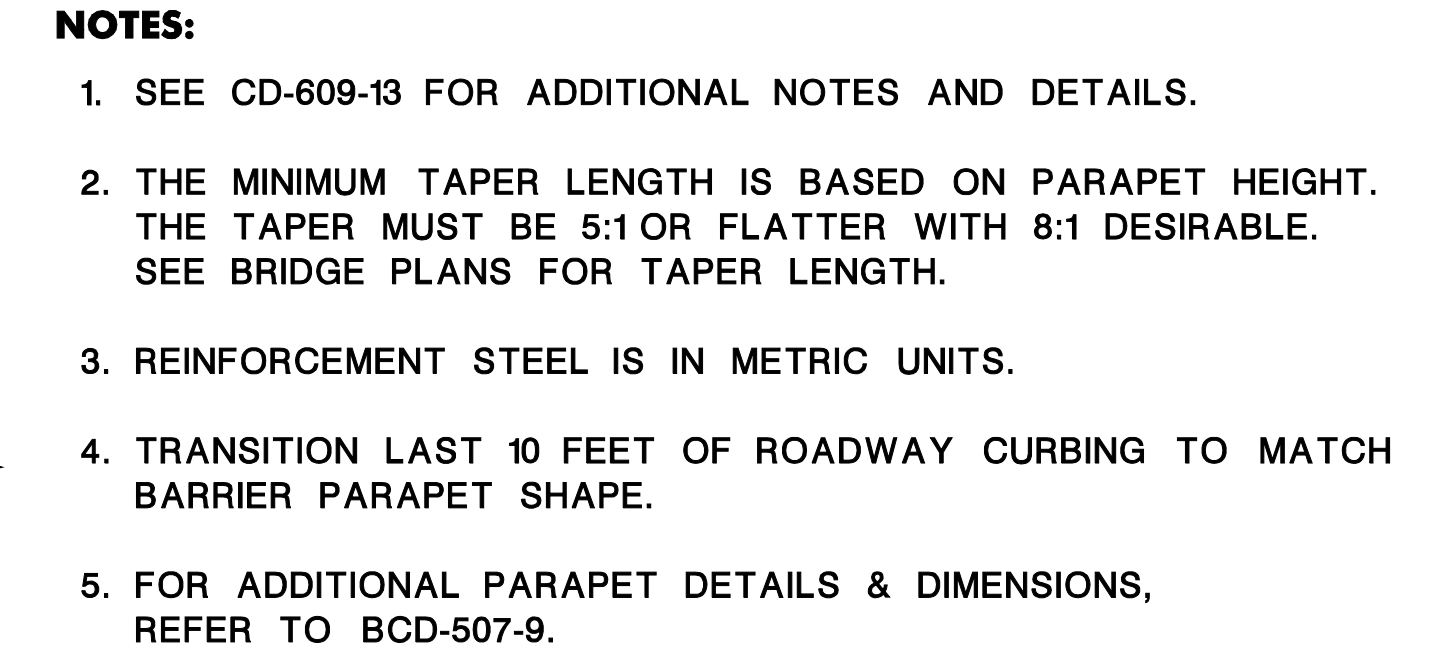 NOTES:
1. SEE CD-609-13 FOR ADDITIONAL NOTES AND DETAILS.
2. THE MINIMUM TAPER LENGTH IS BASED ON PARAPET HEIGHT.
THE TAPER MUST BE 5:1 OR FLATTER WITH 8:1 DESIRABLE.
SEE BRIDGE PLANS FOR TAPER LENGTH.
3. REINFORCEMENT STEEL IS IN METRIC UNITS.
4. TRANSITION LAST 10 FEET OF ROADWAY CURBING TO MATCH
BARRIER PARAPET SHAPE.
5. FOR ADDITIONAL PARAPET DETAILS & DIMENSIONS,
REFER TO BCD-507-9.